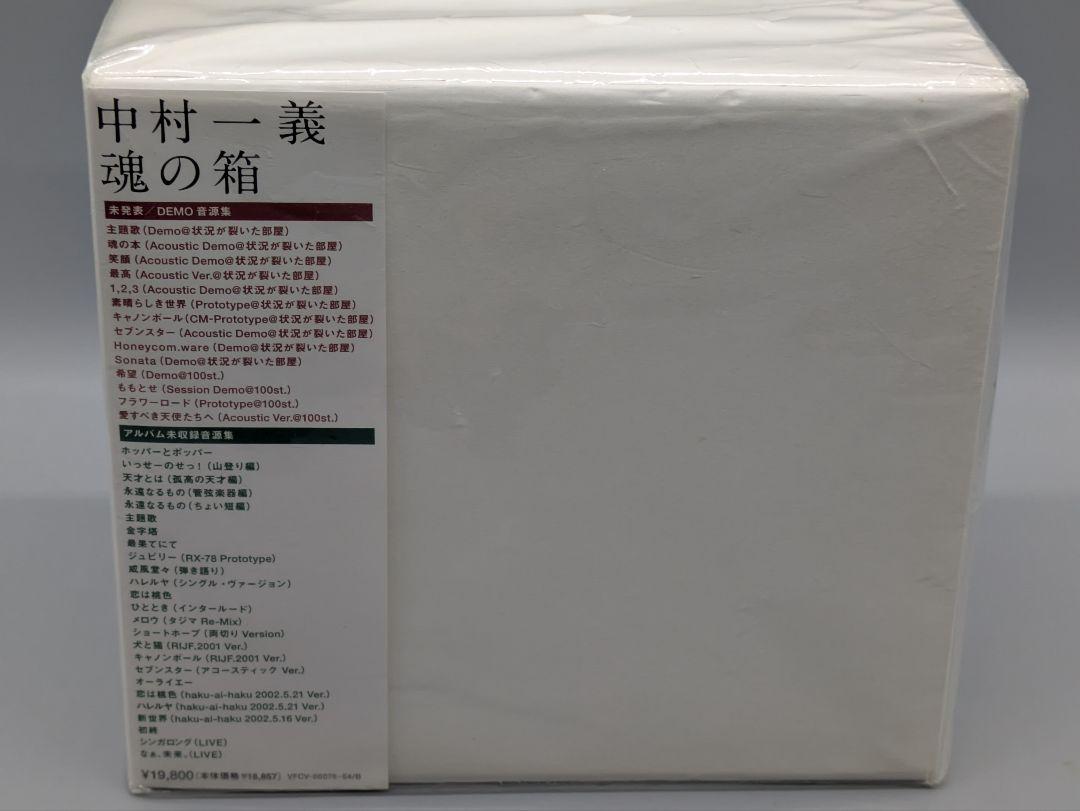 中村一義
魂の箱
未発表／DEMO 音源集
主題歌（Demo@状況が裂いた部屋）
魂の本（Acoustic Demo@状況が裂いた部屋）
笑顔（Acoustic Demo@状況が裂いた部屋）
最高（Acoustic Ver.@状況が裂いた部屋）
1,2,3（Acoustic Demo@状況が裂いた部屋）
素晴らしき世界（Prototype@状況が裂いた部屋）
キャノンボール（CM-Prototype@状況が裂いた部屋）
セブンスター（Acoustic Demo@状況が裂いた部屋）
Honeycom.ware（Demo@状況が裂いた部屋）
Sonata（Demo@状況が裂いた部屋）
希望（Demo@100st.）
ももとせ（Session Demo@100st.）
フラワーロード（Prototype@100st.）
愛すべき天使たちへ（Acoustic Ver.@100st.）
アルバム未収録音源集
ホッパーとポッパー
いっせーのせっ！（山登り編）
天才とは（孤高の天才編）
永遠なるもの（管弦楽器編）
永遠なるもの（ちょい短編）
主題歌
金字塔
最果てにて
ジュビリー（RX-78 Prototype）
威風堂々（弾き語り）
ハレルヤ（シングル・ヴァージョン）
恋は桃色
ひととき（インタールード）
メロウ（タジマ Re-Mix）
ショートホープ（両切り Version）
犬と猫（RIJF.2001 Ver.）
キャノンボール（RIJF.2001 Ver.）
セブンスター（アコースティック Ver.）
オーライエー
恋は桃色（haku-ai-haku 2002.5.21 Ver.）
ハレルヤ（haku-ai-haku 2002.5.21 Ver.）
新世界（haku-ai-haku 2002.5.16 Ver.）
初終
シンガロング（LIVE）
なぁ、未来。（LIVE）
¥19,800［本体価格 ¥18,857］ VFCV-00076-84/B